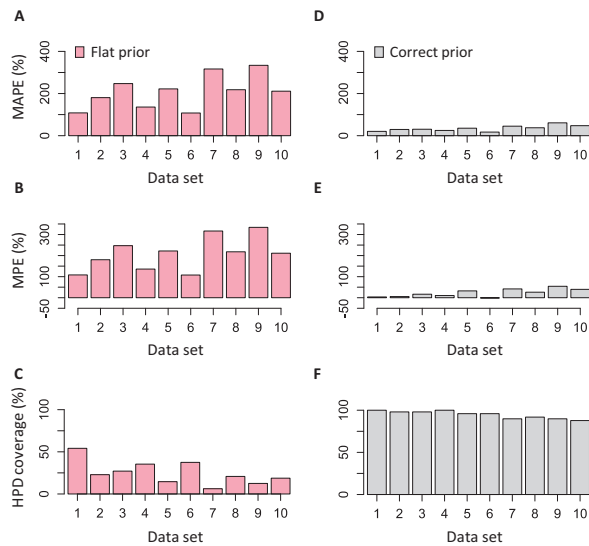 A
MAPE (%)
400
200
0
Flat prior
1 2 3 4 5 6 7 8 9 10
Data set
D
400
200
0
Correct prior
1 2 3 4 5 6 7 8 9 10
Data set
B
MPE (%)
300
100
-50
1 2 3 4 5 6 7 8 9 10
Data set
E
300
100
-50
1 2 3 4 5 6 7 8 9 10
Data set
C
HPD coverage (%)
100
50
0
1 2 3 4 5 6 7 8 9 10
Data set
F
100
50
0
1 2 3 4 5 6 7 8 9 10
Data set